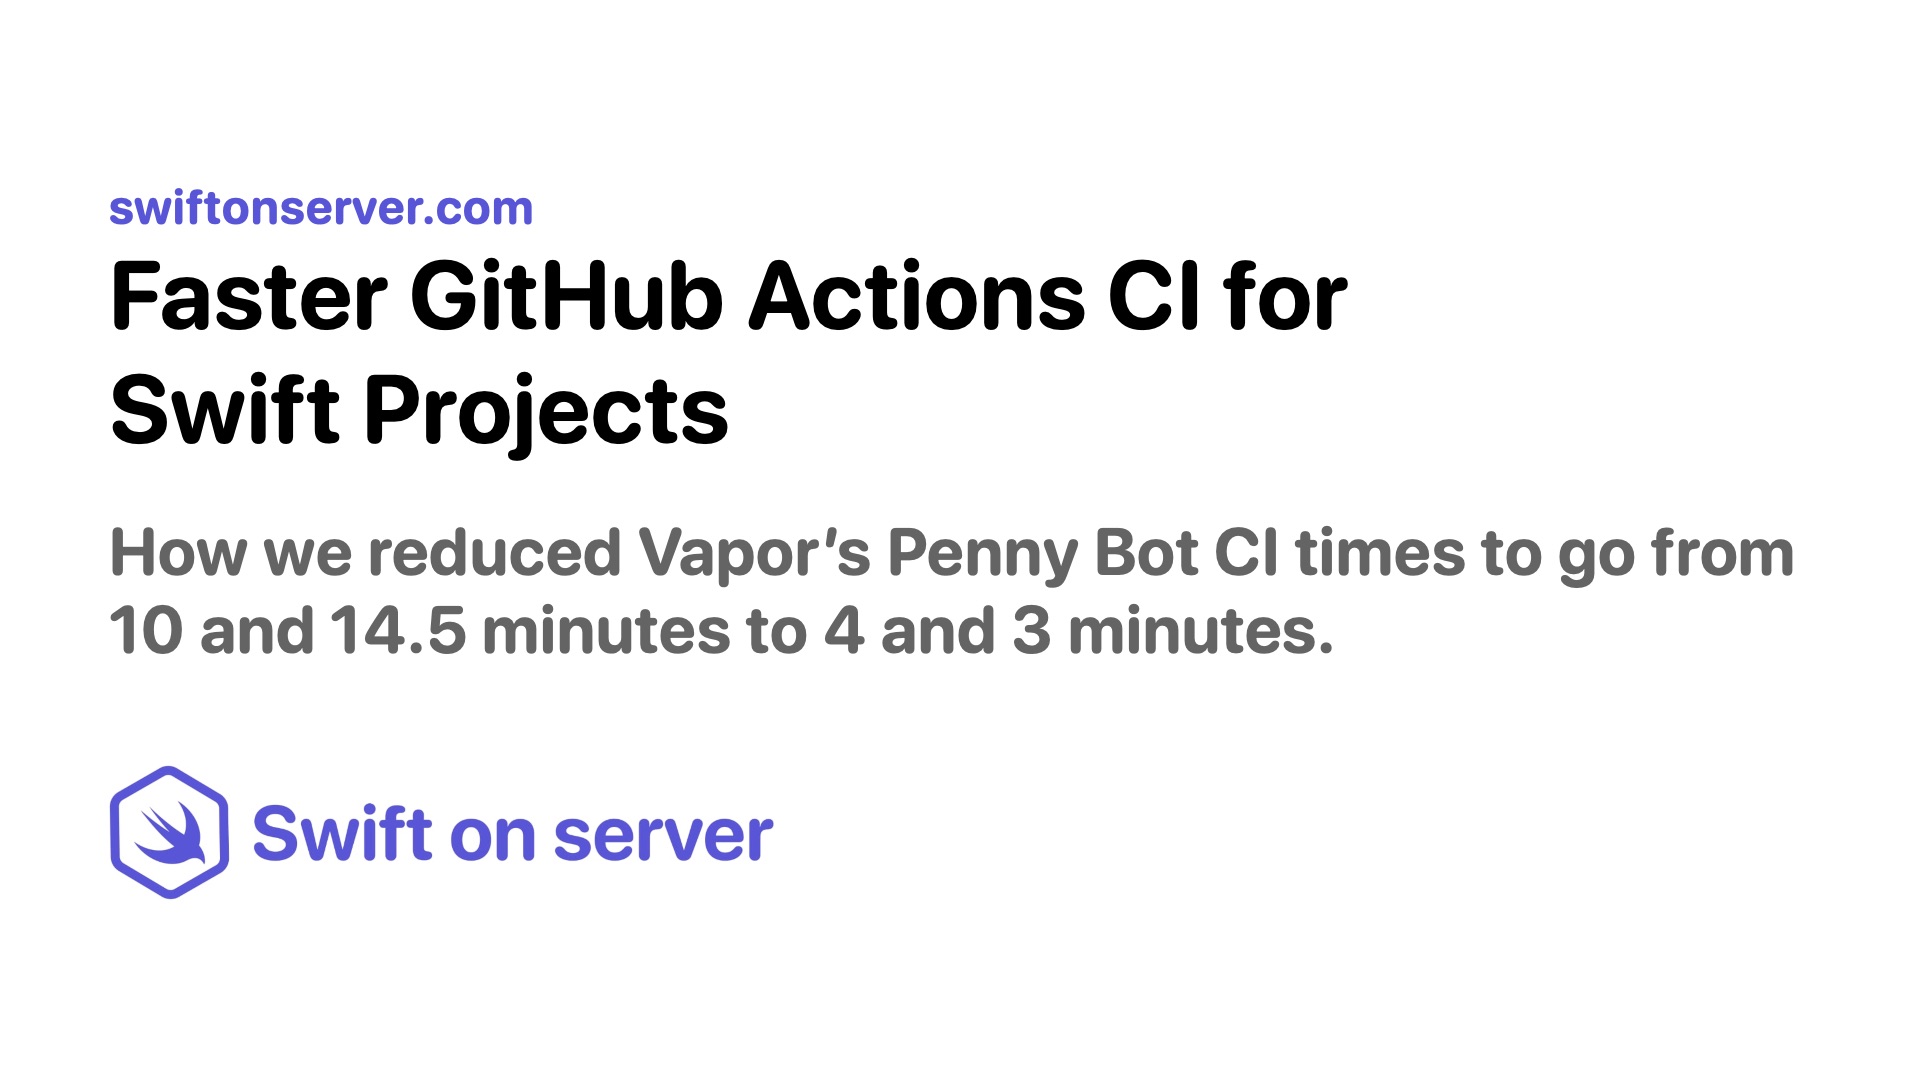 swiftonserver.com
Faster GitHub Actions CI for
Swift Projects
How we reduced Vapor’s Penny Bot CI times to go from
10 and 14.5 minutes to 4 and 3 minutes.
Swift on server